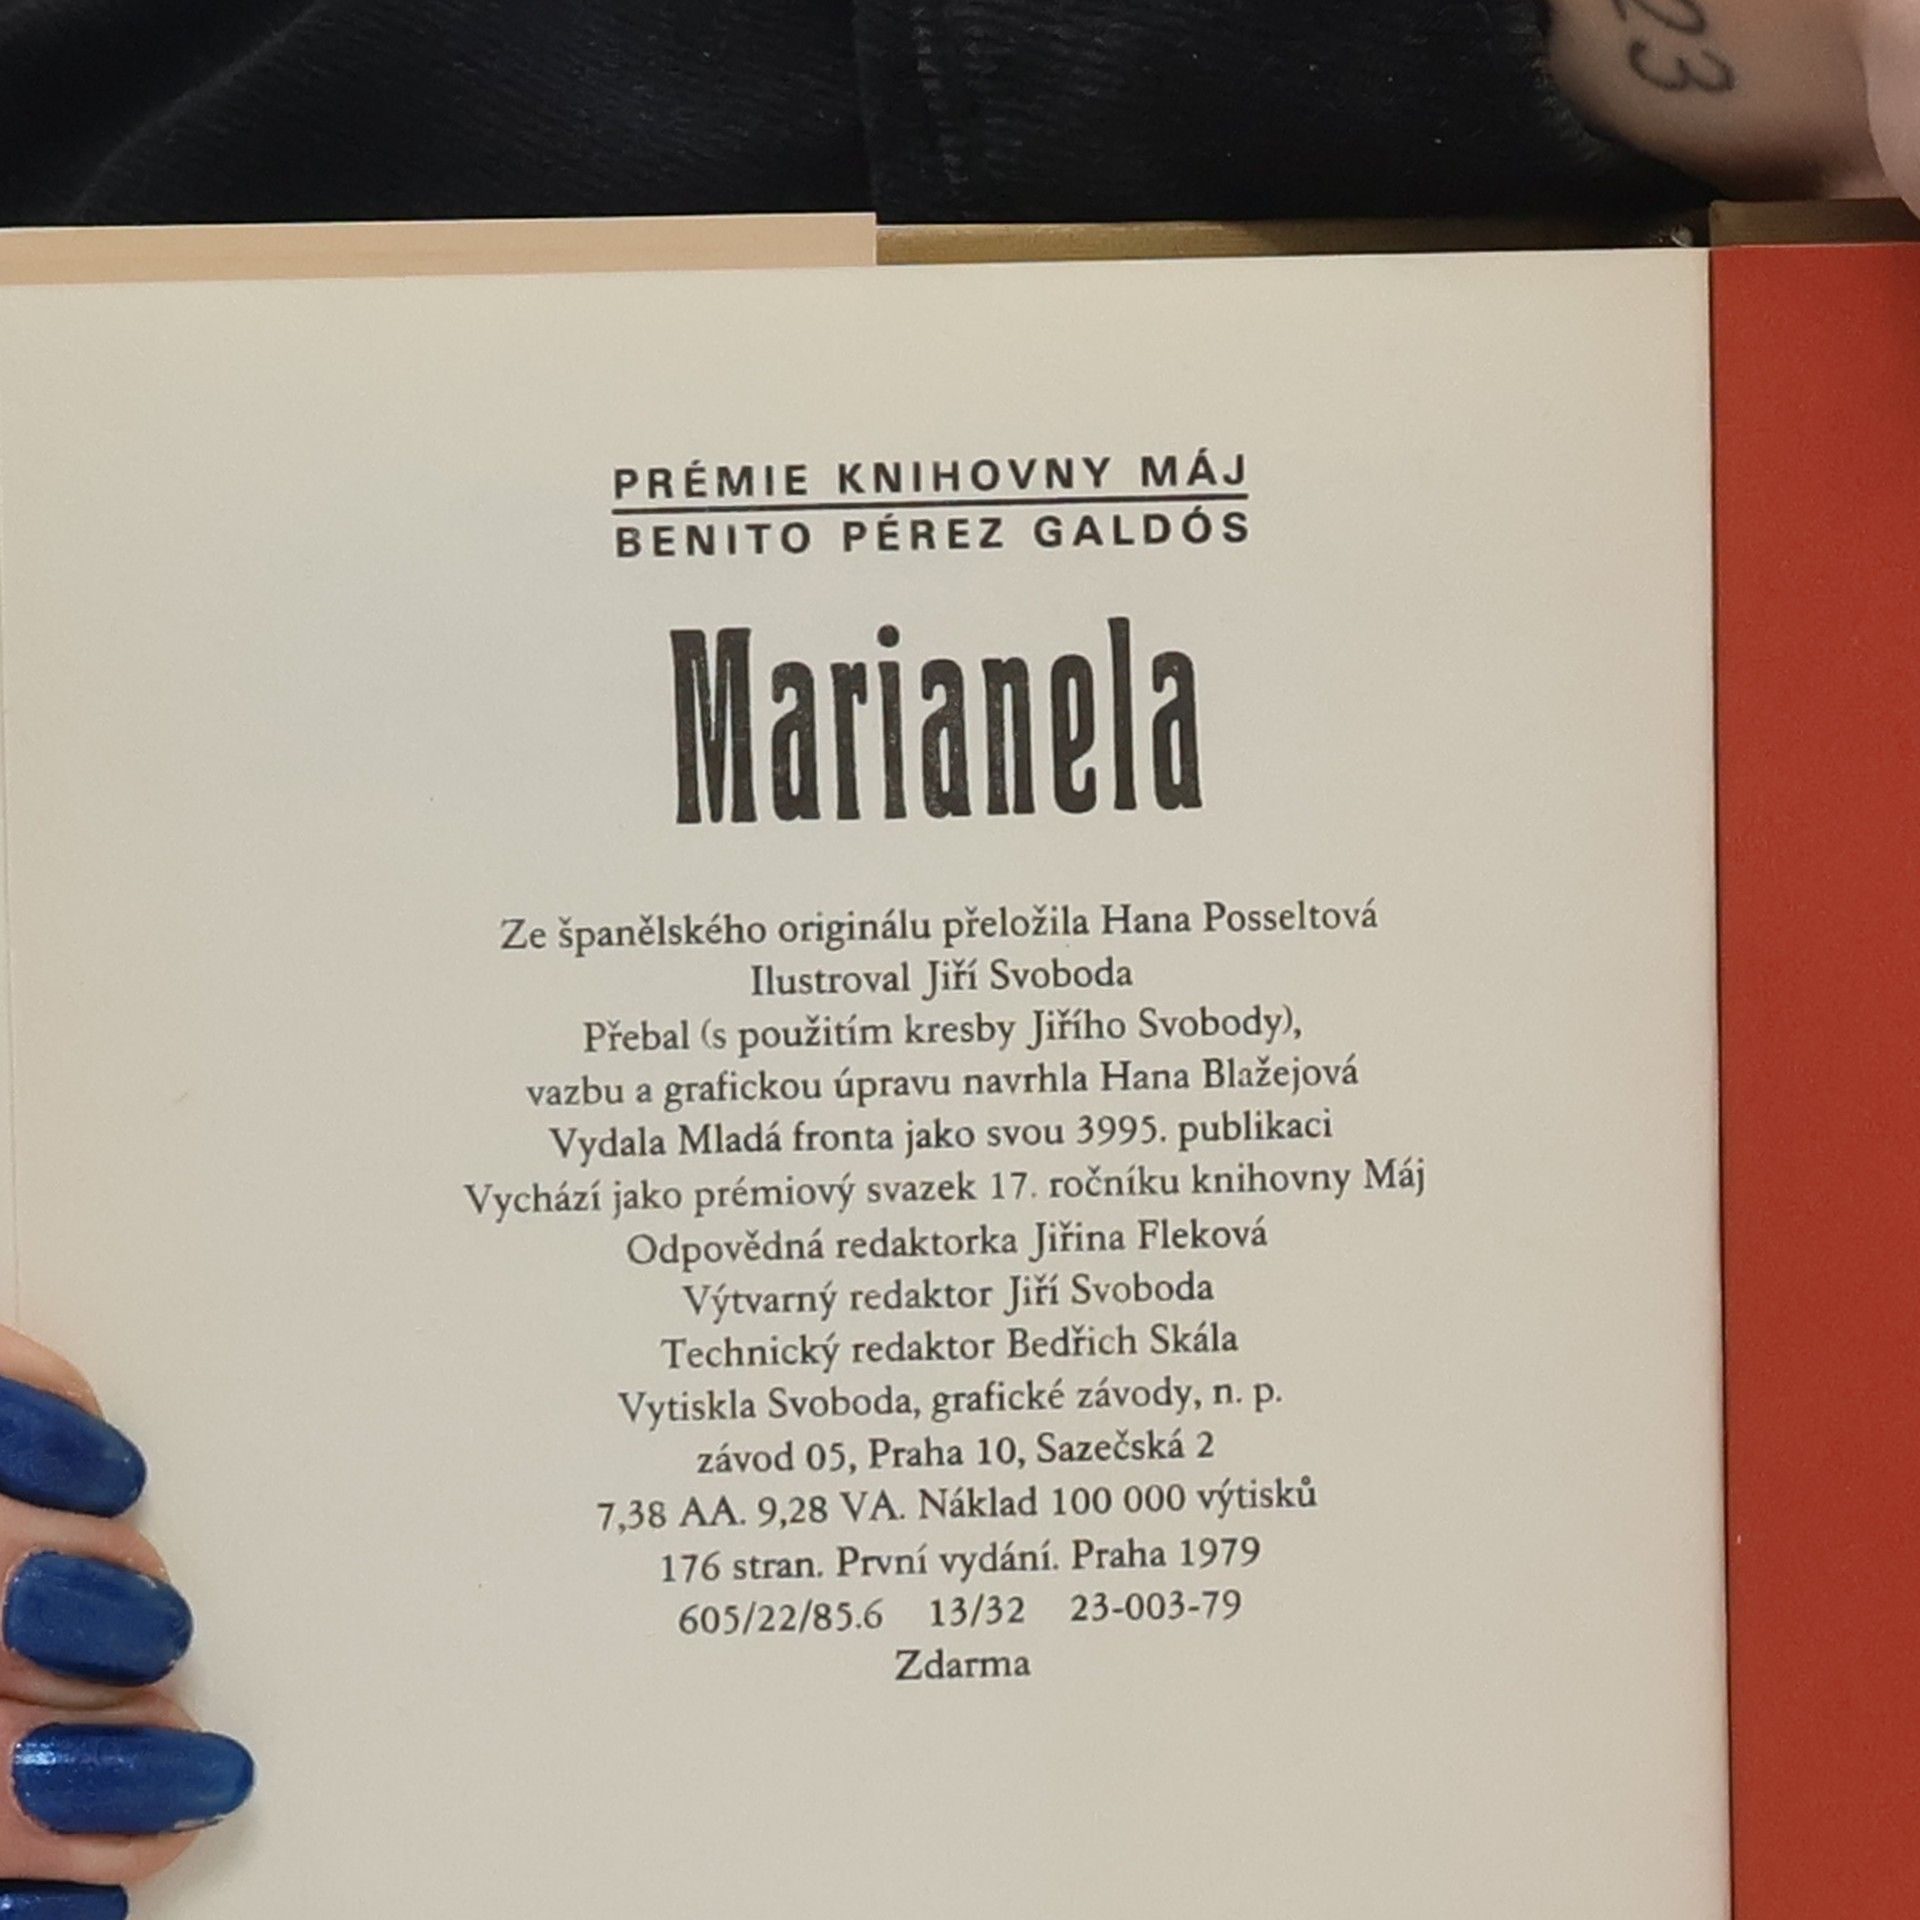 23
PRÉMIE KNIHOVNY MÁJ
BENITO PÉREZ GALDÓS
Marianela
Ze španělského originálu přeložila Hana Posseltová
Ilustroval Jiří Svoboda
Přebal (s použitím kresby Jiřího Svobody),
vazbu a grafickou úpravu navrhla Hana Blažejová
Vydala Mladá fronta jako svou 3995. publikaci
Vychází jako prémiový svazek 17. ročníku knihovny Máj
Odpovědná redaktorka Jiřina Fleková
Výtvarný redaktor Jiří Svoboda
Technický redaktor Bedřich Skála
Vytiskla Svoboda, grafické závody, n. p.
závod 05, Praha 10, Sazečská 2
7,38 AA. 9,28 VA. Náklad 100 000 výtisků
176 stran. První vydání. Praha 1979
605/22/85.6 13/32 23-003-79
Zdarma